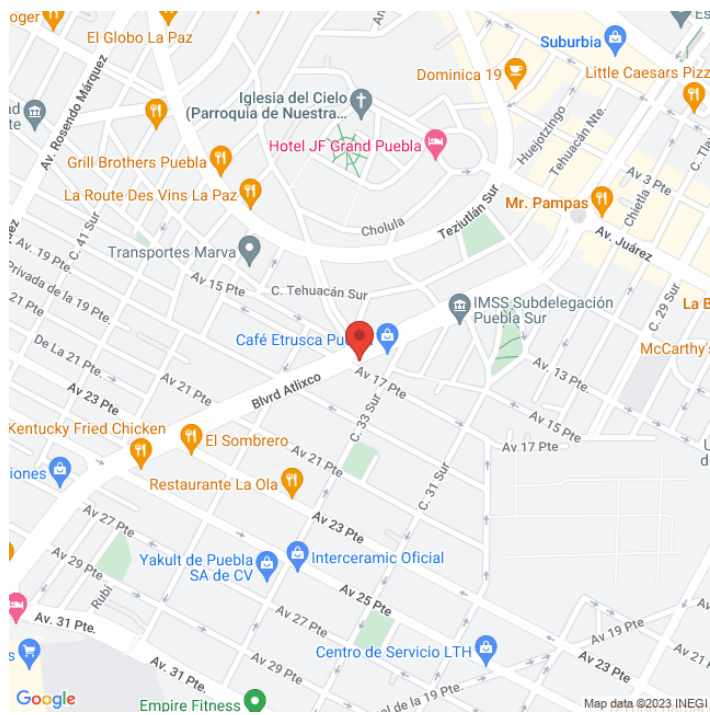 El Globo La Paz
Suburbia
Dominica 19
Little Caesars Pizz
Iglesia del Cielo
(Parroquia de Nuestra...
Av. Rosendo Márquez
Huejotzingo
Tehuacán Nte.
Hotel JF Grand Puebla
Grill Brothers Puebla
Av 3 Pte
Chietla
La Route Des Vins La Paz
Mr. Pampas
Teziutlán Sur
Cholula
Av. Juárez
C. 41 Sur
Transportes Marva
Av. 19 Pte.
Av 15 Pte
C. Tehuacán Sur
Privada de la 19 Pte.
IMSS Subdelegación
Puebla Sur
C. 29 Sur
La B
21 Pte
Café Etrusca Pu
McCarthy's
De La 21 Pte.
Av 17 Pte
Av. 13 Pte.
Av 23 Pte
Blvrd Atlixco
Av 15 Pte
Kentucky Fried Chicken
C. 33 Sur
El Sombrero
Av 17 Pte
Av 21 Pte
iones
Restaurante La Ola
C. 31 Sur
Av 27 Pte
Av 23 Pte
Yakult de Puebla
SA de CV
Interceramic Oficial
Av 29 Pte
Rubi
Av 25 Pte
Av. 31 Pte.
Av 27 Pte
Av 19 Pte
Centro de Servicio LTH
Av 23 Pte
Av. 31 Pte.
Av 29 Pte
Empire Fitness
al de la 19 Pte.
Google
Map data ©2023 INEGI